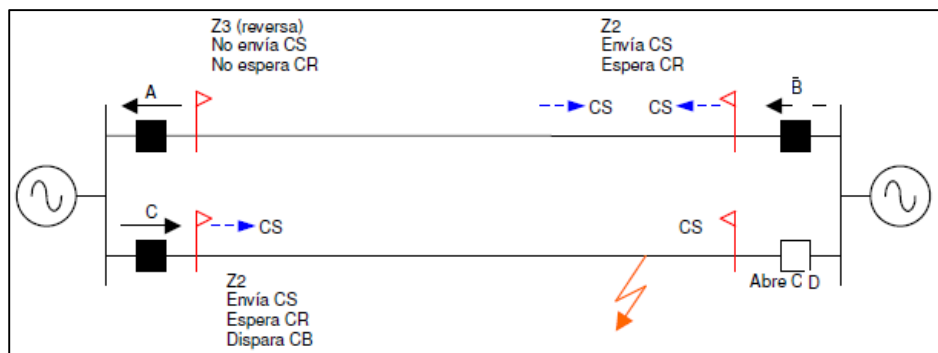 Z3 (reversa)
No envía CS
No espera CR
Z2
Envía CS
Espera CR
A
B
CS
CS
C
CS
CS
Z2
Envía CS
Espera CR
Dispara CB
Abre C D